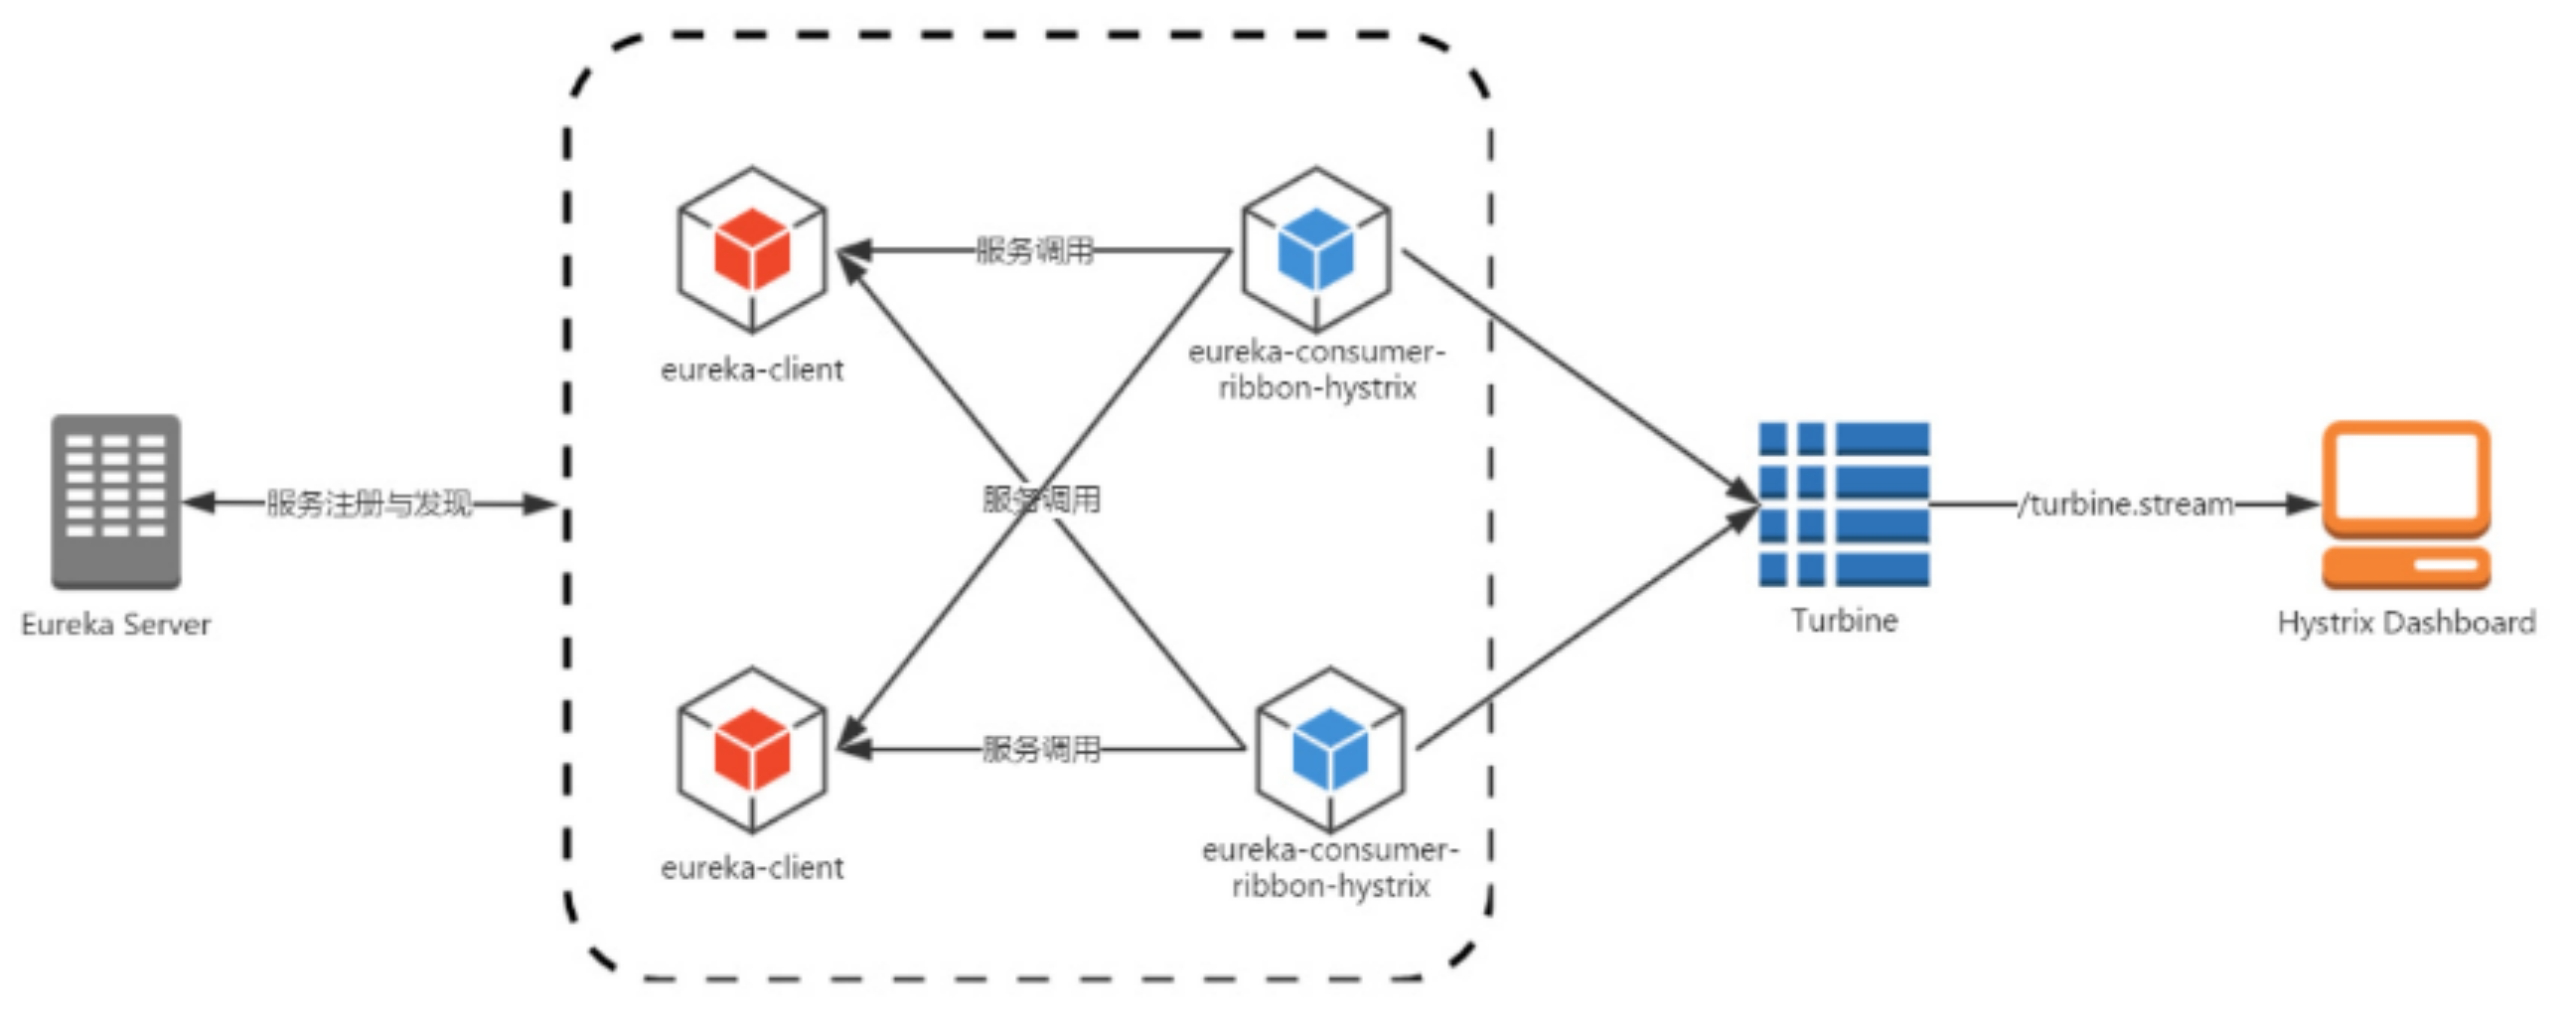 服务调用
eureka-client
eureka-consumer-
ribbon-hystrix
服务注册与发现
Eureka Server
服务调用
/turbine.stream
Turbine
Hystrix Dashboard
服务调用
eureka-client
eureka-consumer-
ribbon-hystrix